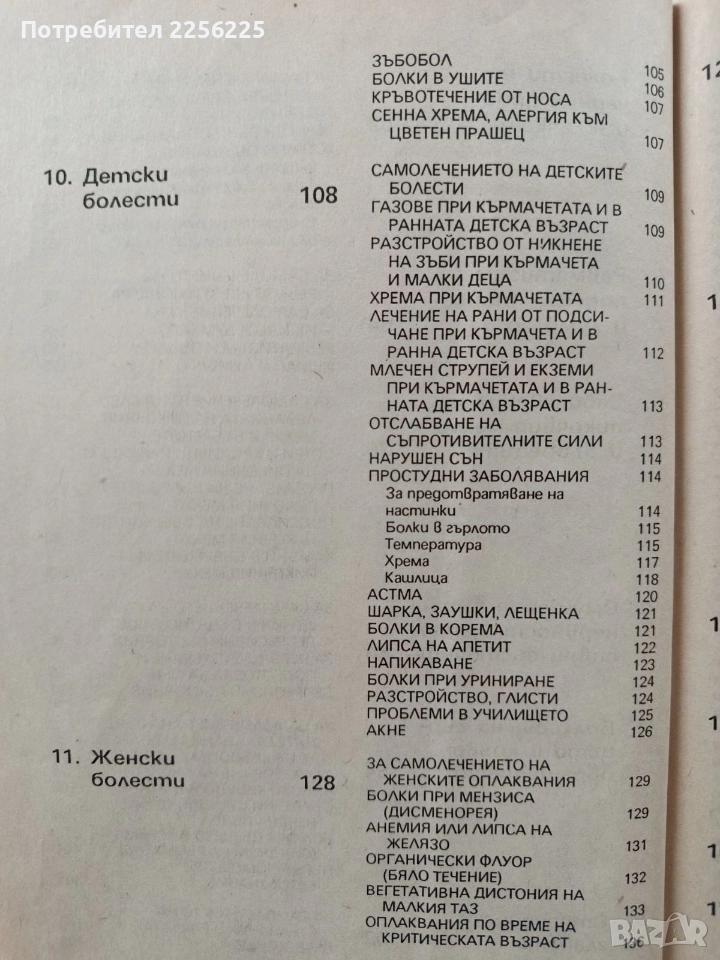 Потребител 2256225
ЗЪБОБОЛ 105
БОЛКИ В УШИТЕ 106
КРЪВОТЕЧЕНИЕ ОТ НОСА 107
СЕННА ХРЕМА, АЛЕРГИЯ КЪМ
ЦВЕТЕН ПРАШЕЦ 107
10. Детски
болести 108
САМОЛЕЧЕНИЕТО НА ДЕТСКИТЕ
БОЛЕСТИ 109
ГАЗОВЕ ПРИ КЪРМАЧЕТАТА И В
РАННАТА ДЕТСКА ВЪЗРАСТ 109
РАЗСТРОЙСТВО ОТ НИКНЕНЕ
НА ЗЪБИ ПРИ КЪРМАЧЕТА
И МАЛКИ ДЕЦА 110
ХРЕМА ПРИ КЪРМАЧЕТАТА 111
ЛЕЧЕНИЕ НА РАНИ ОТ ПОДСИ-
ЧАНЕ ПРИ КЪРМАЧЕТА И В
РАННА ДЕТСКА ВЪЗРАСТ 112
МЛЕЧЕН СТРУПЕЙ И ЕКЗЕМИ
ПРИ КЪРМАЧЕТАТА И В РАН-
НАТА ДЕТСКА ВЪЗРАСТ 113
ОТСЛАБВАНЕ НА
СЪПРОТИВИТЕЛНИТЕ СИЛИ 113
НАРУШЕН СЪН 114
ПРОСТУДНИ ЗАБОЛЯВАНИЯ 114
За предотвратяване на
настинки 114
Болки в гърлото 115
Температура 115
Хрема 117
Кашлица 118
АСТМА 120
ШАРКА, ЗАУШКИ, ЛЕЩЕНКА 121
БОЛКИ В КОРЕМА 121
ЛИПСА НА АПЕТИТ 122
НАПИКАВАНЕ 123
БОЛКИ ПРИ УРИНИРАНЕ 124
РАЗСТРОЙСТВО, ГЛИСТИ 124
ПРОБЛЕМИ В УЧИЛИЩЕТО 125
АКНЕ 126
11. Женски
болести 128
ЗА САМОЛЕЧЕНИЕТО НА
ЖЕНСКИТЕ ОПЛАКВАНИЯ 129
БОЛКИ ПРИ МЕНЗИСА
(ДИСМЕНОРЕЯ) 129
АНЕМИЯ ИЛИ ЛИПСА НА
ЖЕЛЯЗО 131
ОРГАНИЧЕСКИ ФЛУОР
(БЯЛО ТЕЧЕНИЕ) 132
ВЕГЕТАТИВНА ДИСТОНИЯ НА
МАЛКИЯ ТАЗ 133
ОПЛАКВАНИЯ ПО ВРЕМЕ НА
КРИТИЧЕСКАТА ВЪЗРАСТ 136
BAZAR